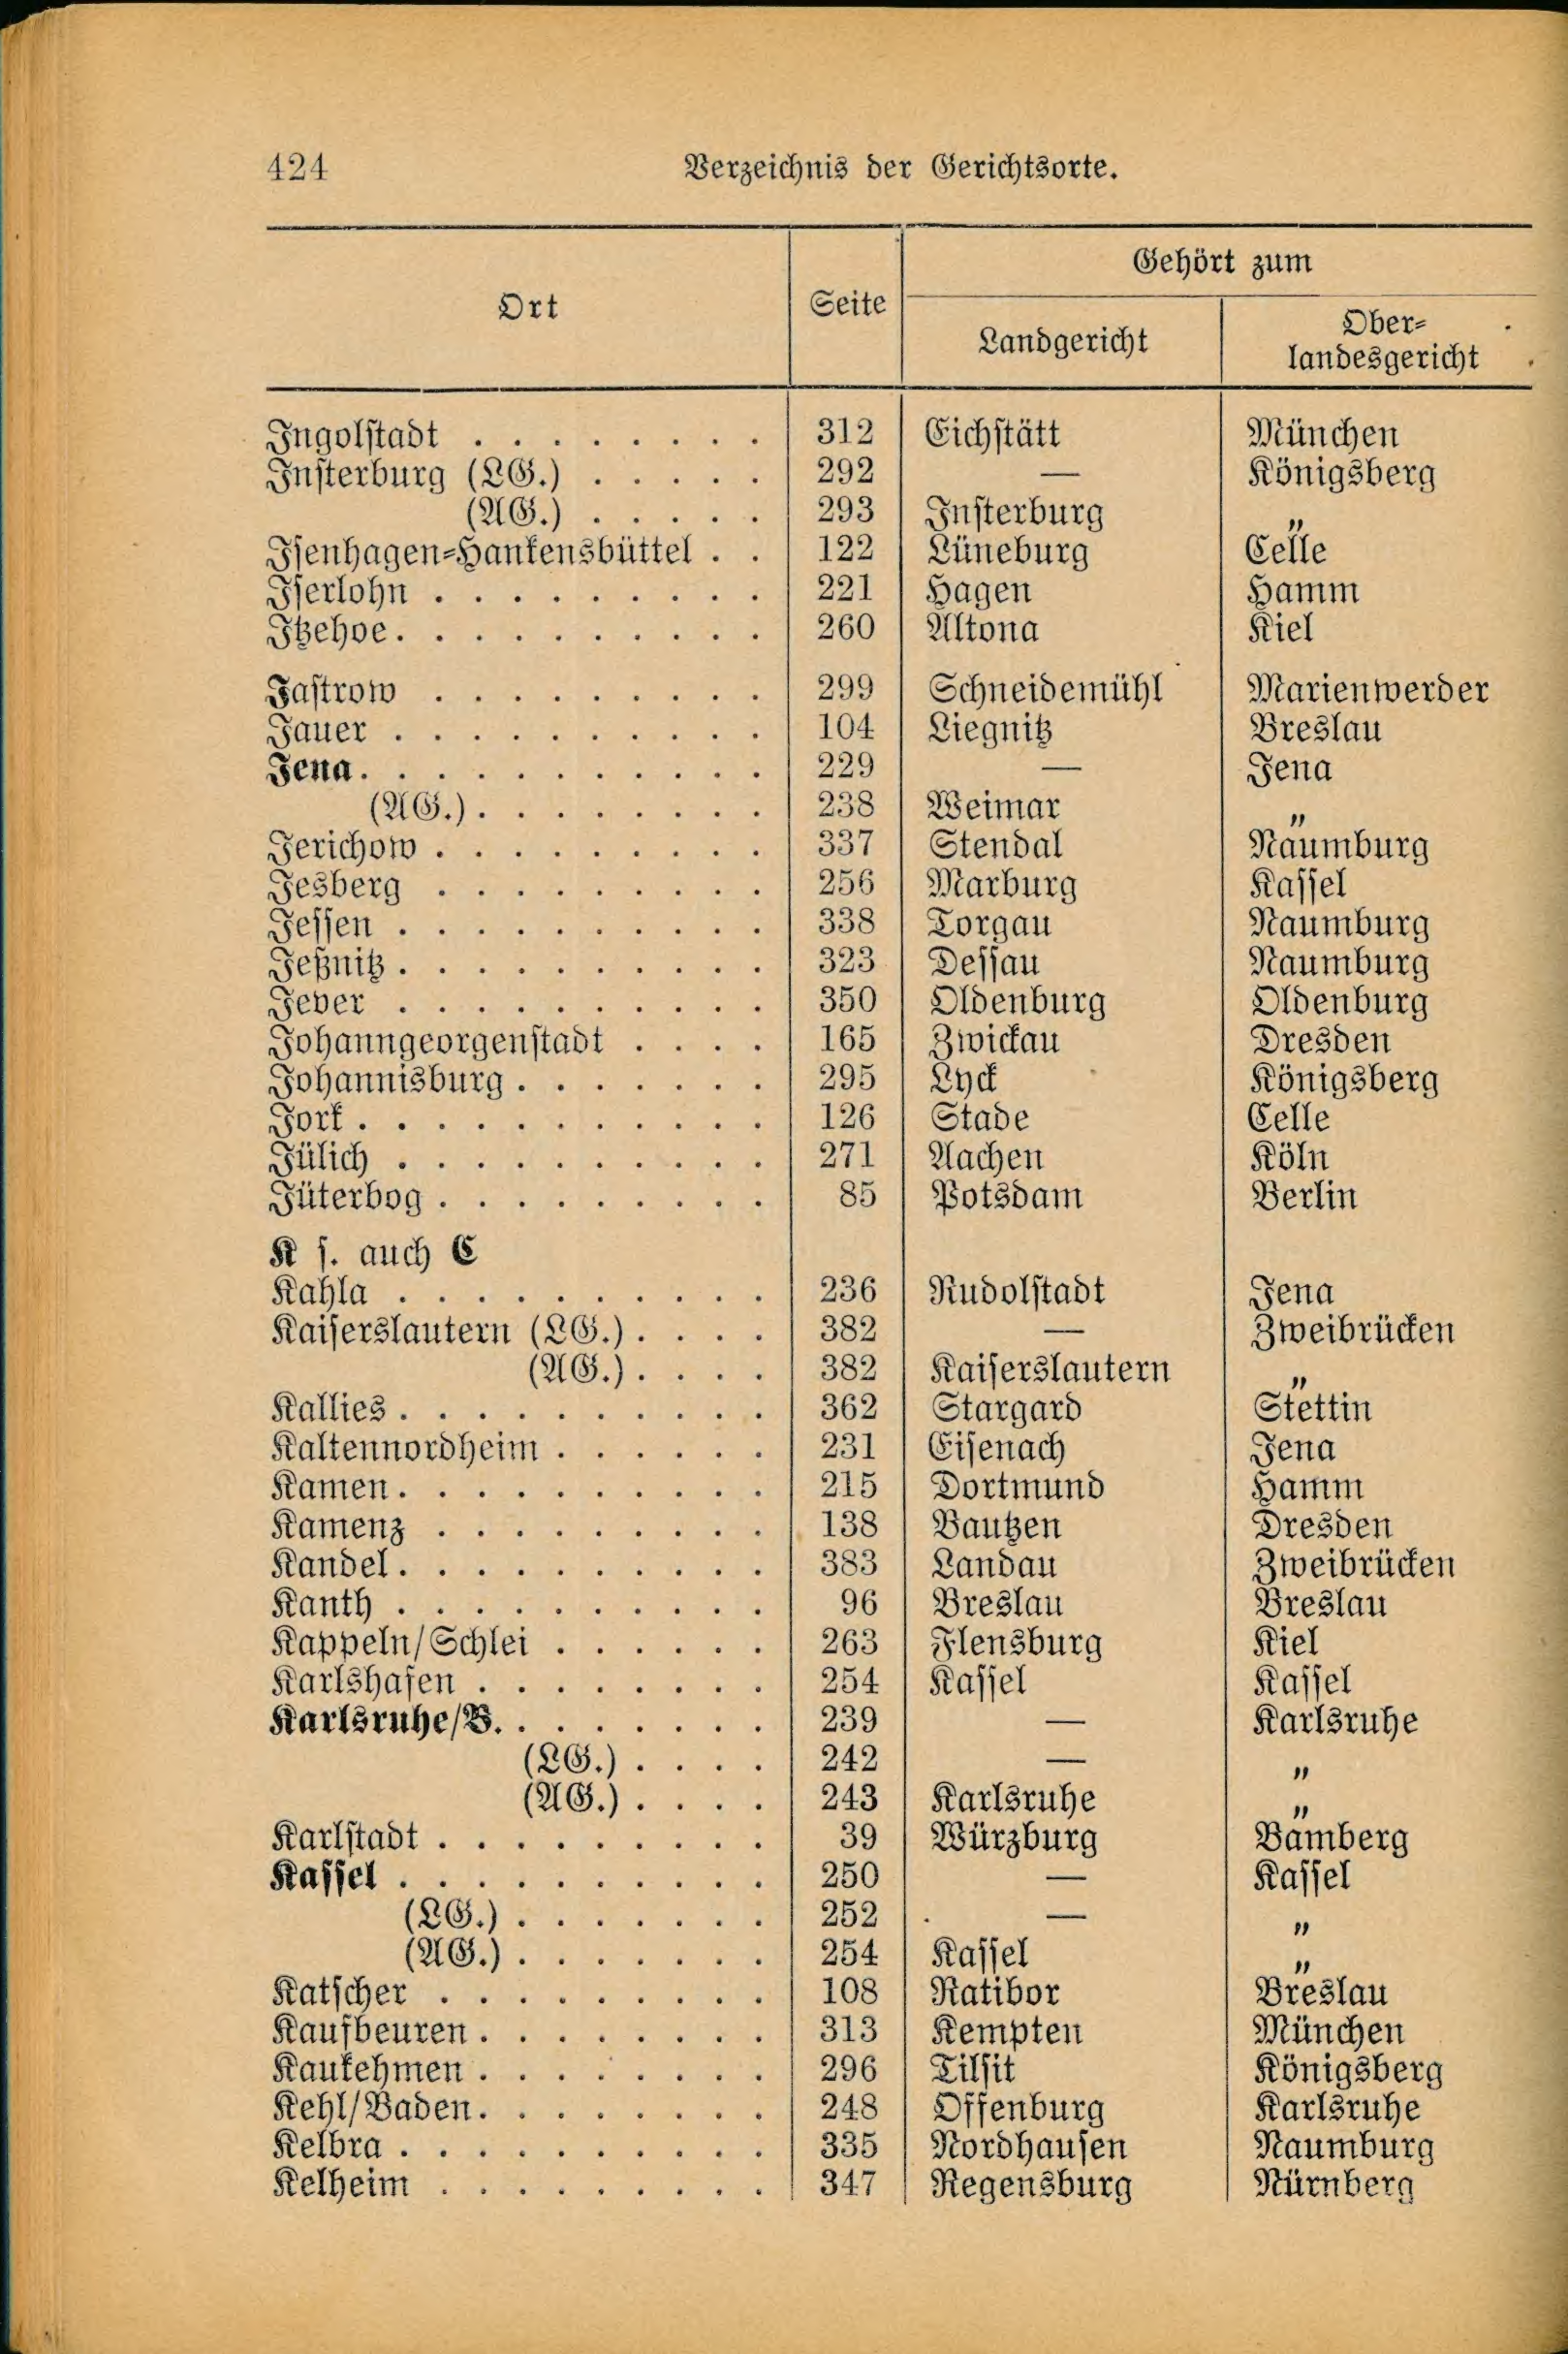 424 Verzeichnis der Gerichtsorte.
Ort Seite Gehört zum
Landgericht Ober-
landesgericht
Ingolstadt . . . . . . . . 312 Eichstätt München
Insterburg (LG.) . . . . . 292 — Königsberg
(AG.) . . . . . 293 Insterburg "
Isenhagen-Hankensbüttel . . 122 Lüneburg Celle
Iserlohn . . . . . . . . . 221 Hagen Hamm
Itzehoe . . . . . . . . . . 260 Altona Kiel
Jastrow . . . . . . . . . 299 Schneidemühl Marienwerder
Jauer . . . . . . . . . . 104 Liegnitz Breslau
Jena . . . . . . . . . . . 229 — Jena
(AG.) . . . . . . . . 238 Weimar "
Jerichow . . . . . . . . . 337 Stendal Naumburg
Jesberg . . . . . . . . . 256 Marburg Kassel
Jessen . . . . . . . . . . 338 Torgau Naumburg
Jeßnitz . . . . . . . . . . 323 Dessau Naumburg
Jever . . . . . . . . . . 350 Oldenburg Oldenburg
Johanngeorgenstadt . . . . 165 Zwickau Dresden
Johannisburg . . . . . . . 295 Lyck Königsberg
Jork . . . . . . . . . . . 126 Stade Celle
Jülich . . . . . . . . . . 271 Aachen Köln
Jüterbog . . . . . . . . . 85 Potsdam Berlin
K s. auch C
Kahla . . . . . . . . . . 236 Rudolstadt Jena
Kaiserslautern (LG.) . . . . 382 — Zweibrücken
(AG.) . . . . 382 Kaiserslautern "
Kallies . . . . . . . . . . 362 Stargard Stettin
Kaltennordheim . . . . . . 231 Eisenach Jena
Kamen . . . . . . . . . . 215 Dortmund Hamm
Kamenz . . . . . . . . . 138 Bautzen Dresden
Kandel . . . . . . . . . . 383 Landau Zweibrücken
Kanth . . . . . . . . . . 96 Breslau Breslau
Kappeln/Schlei . . . . . . 263 Flensburg Kiel
Karlshafen . . . . . . . . 254 Kassel Kassel
Karlsruhe/B. . . . . . . . 239 — Karlsruhe
(LG.) . . . . 242 — "
(AG.) . . . . 243 Karlsruhe "
Karlstadt . . . . . . . . . 39 Würzburg Bamberg
Kassel . . . . . . . . . . 250 — Kassel
(LG.) . . . . . . . 252 — "
(AG.) . . . . . . . 254 Kassel "
Katscher . . . . . . . . . 108 Ratibor Breslau
Kaufbeuren . . . . . . . . 313 Kempten München
Kaukehmen . . . . . . . . 296 Tilsit Königsberg
Kehl/Baden . . . . . . . . 248 Offenburg Karlsruhe
Kelbra . . . . . . . . . . 335 Nordhausen Naumburg
Kelheim . . . . . . . . . 347 Regensburg Nürnberg